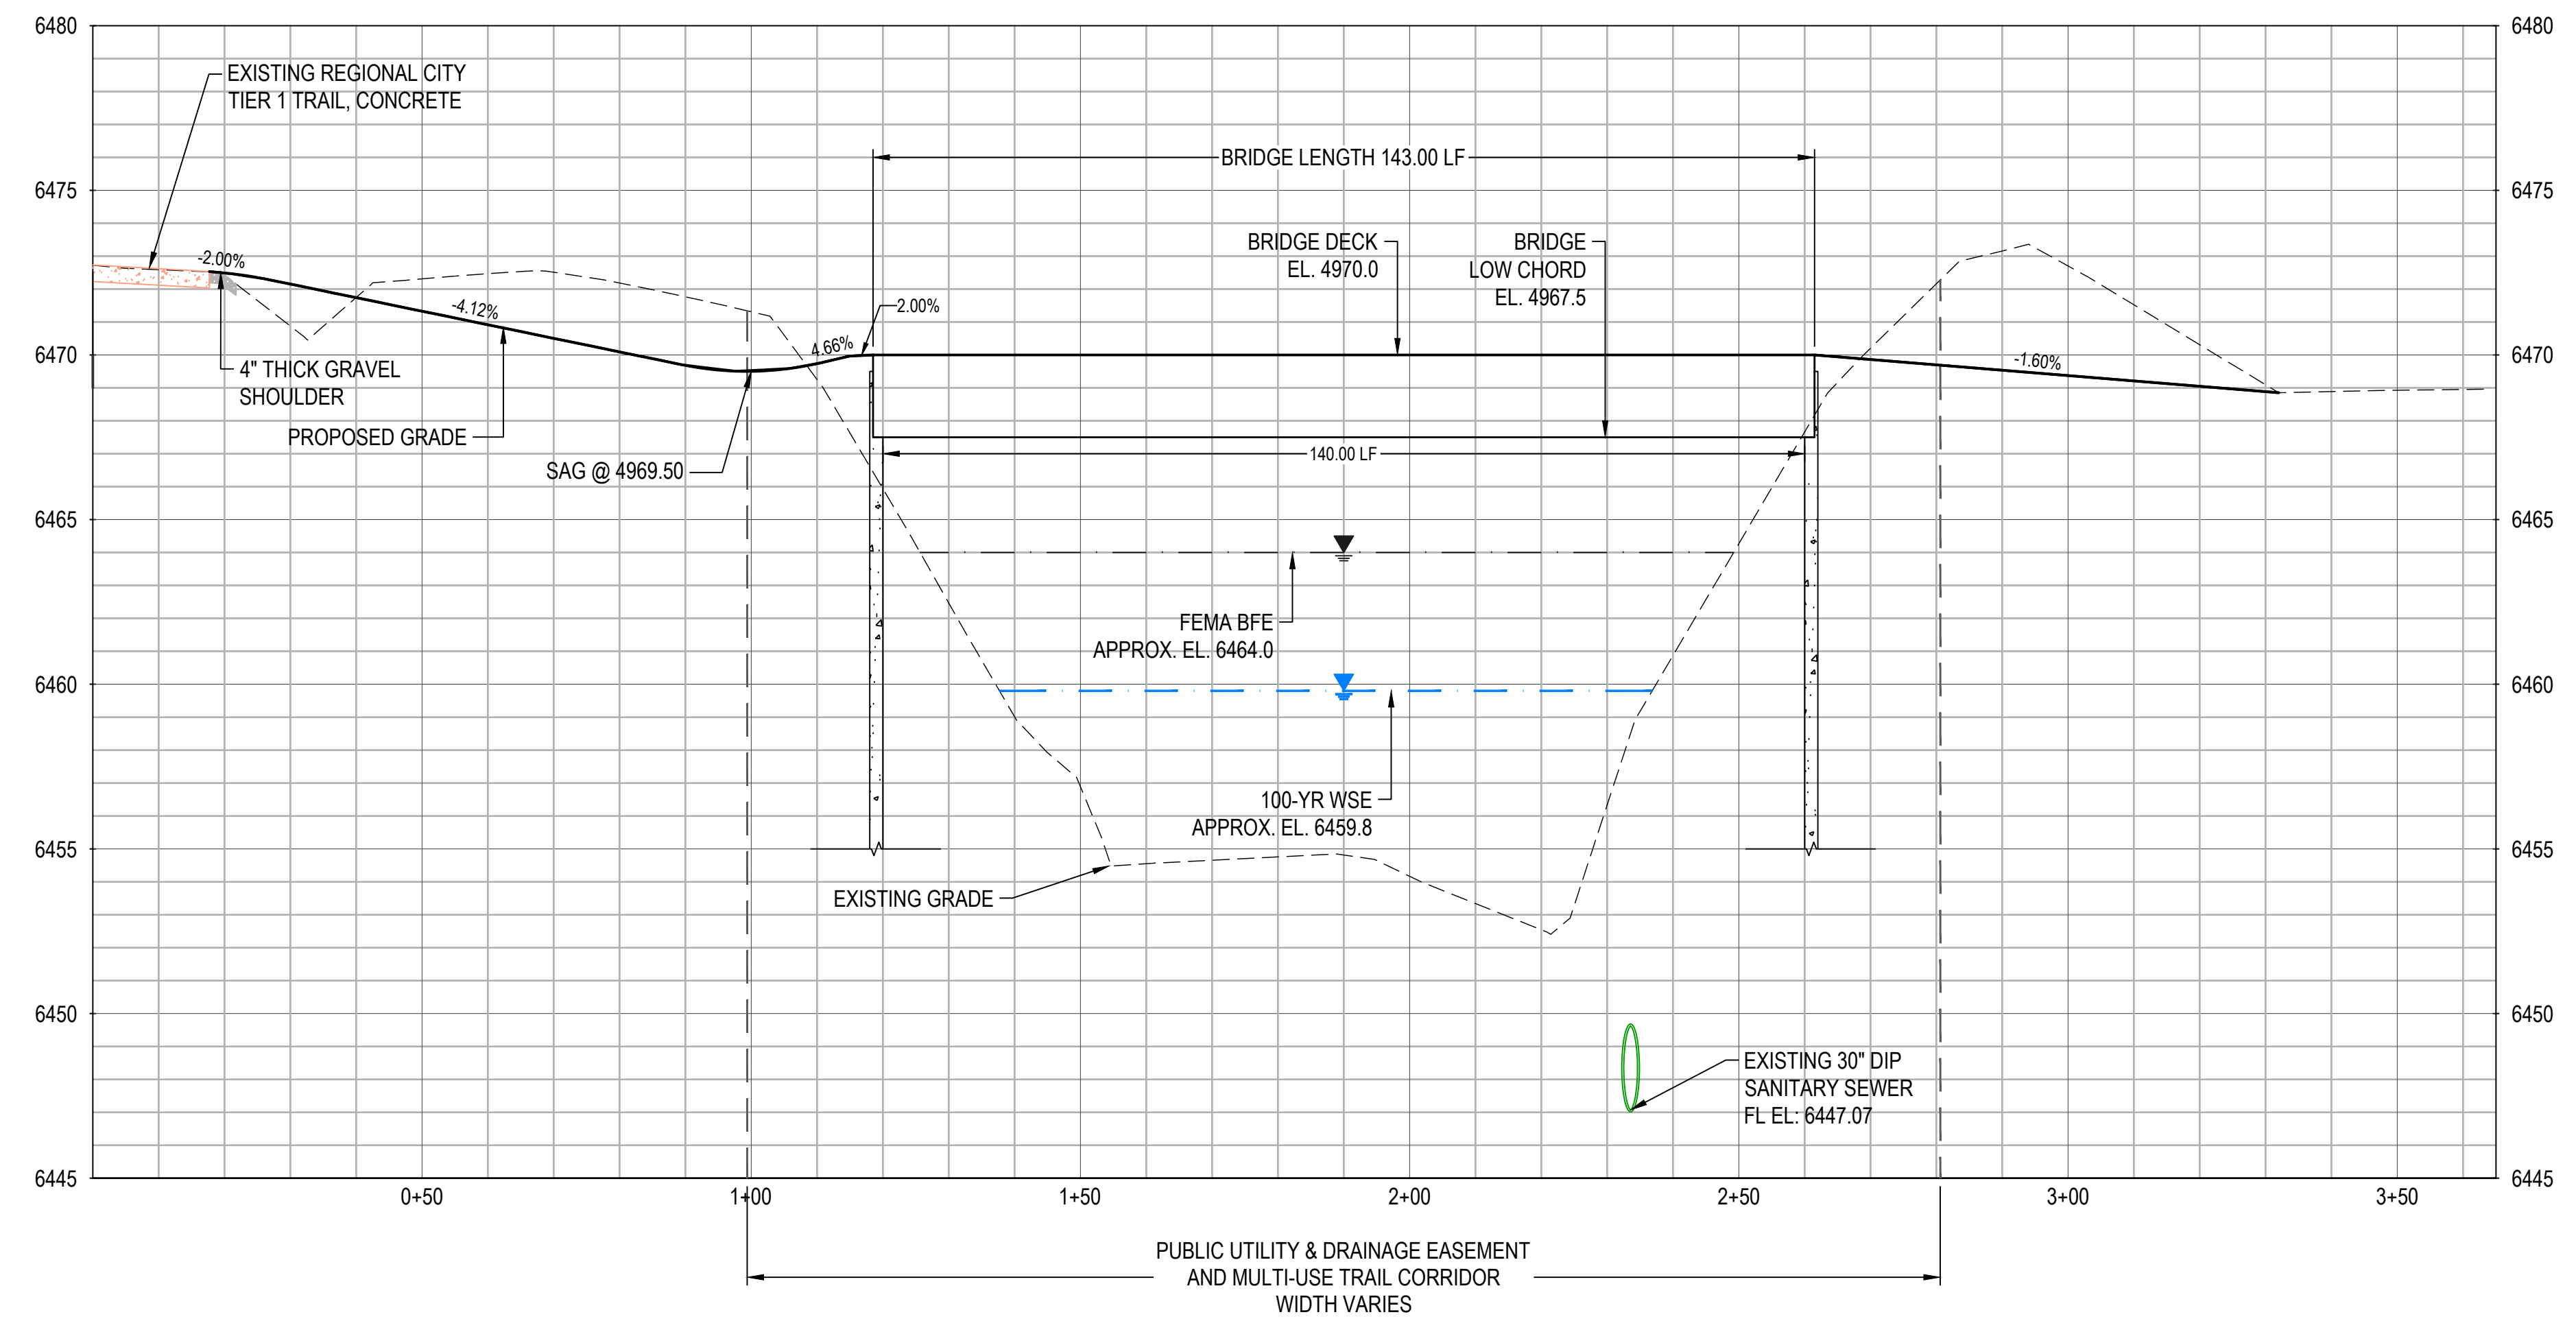 6480
6480
EXISTING REGIONAL CITY
TIER 1 TRAIL, CONCRETE
BRIDGE LENGTH 143.00 LF
6475
6475
BRIDGE DECK
EL. 4970.0
BRIDGE
LOW CHORD
EL. 4967.5
-2.00%
-4.12%
2.00%
4.66%
-1.60%
6470
6470
4" THICK GRAVEL
SHOULDER
PROPOSED GRADE
SAG @ 4969.50
140.00 LF
6465
6465
FEMA BFE
APPROX. EL. 6464.0
6460
6460
100-YR WSE
APPROX. EL. 6459.8
6455
6455
EXISTING GRADE
6450
6450
EXISTING 30" DIP
SANITARY SEWER
FL EL: 6447.07
6445
6445
0+50
1+00
1+50
2+00
2+50
3+00
3+50
PUBLIC UTILITY & DRAINAGE EASEMENT
AND MULTI-USE TRAIL CORRIDOR
WIDTH VARIES